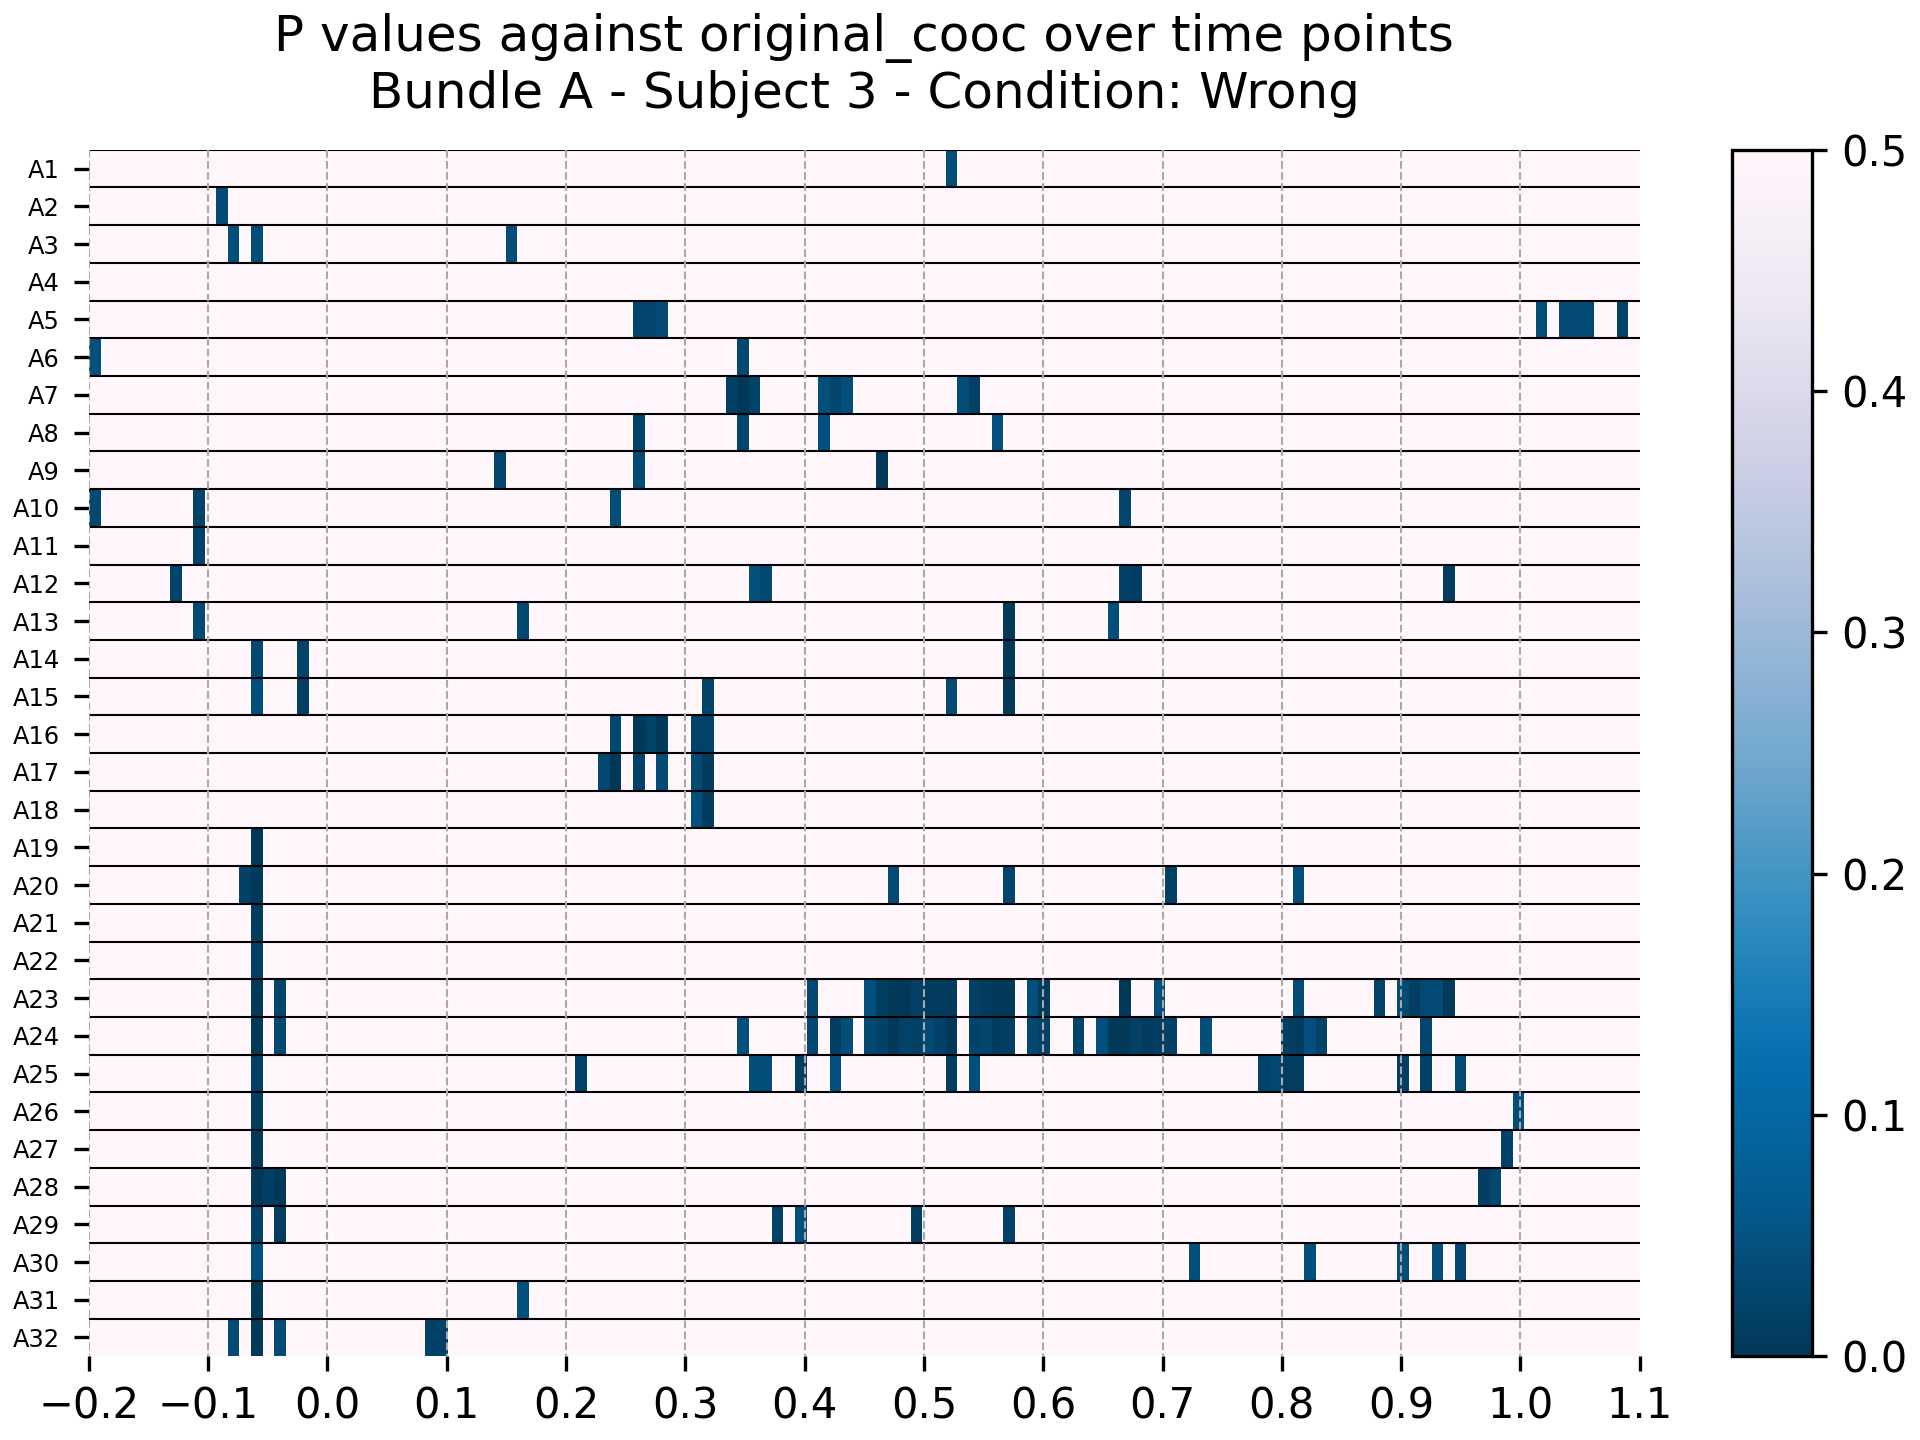 P values against original_cooc over time points
Bundle A - Subject 3 - Condition: Wrong
A1
A2
A3
A4
A5
A6
A7
A8
A9
A10
A11
A12
A13
A14
A15
A16
A17
A18
A19
A20
A21
A22
A23
A24
A25
A26
A27
A28
A29
A30
A31
A32
−0.2 −0.1 0.0 0.1 0.2 0.3 0.4 0.5 0.6 0.7 0.8 0.9 1.0 1.1
0.5
0.4
0.3
0.2
0.1
0.0